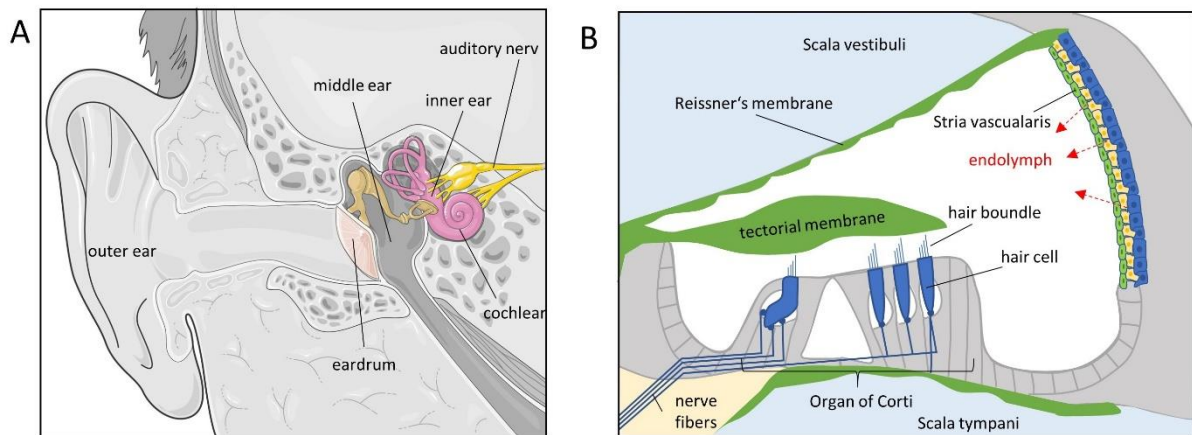 A
auditory nerv
middle ear
inner ear
outer ear
cochlear
eardrum
B
Scala vestibuli
Reissner‘s membrane
Stria vascualaris
endolymph
tectorial membrane
hair boundle
hair cell
nerve
fibers
Organ of Corti
Scala tympani